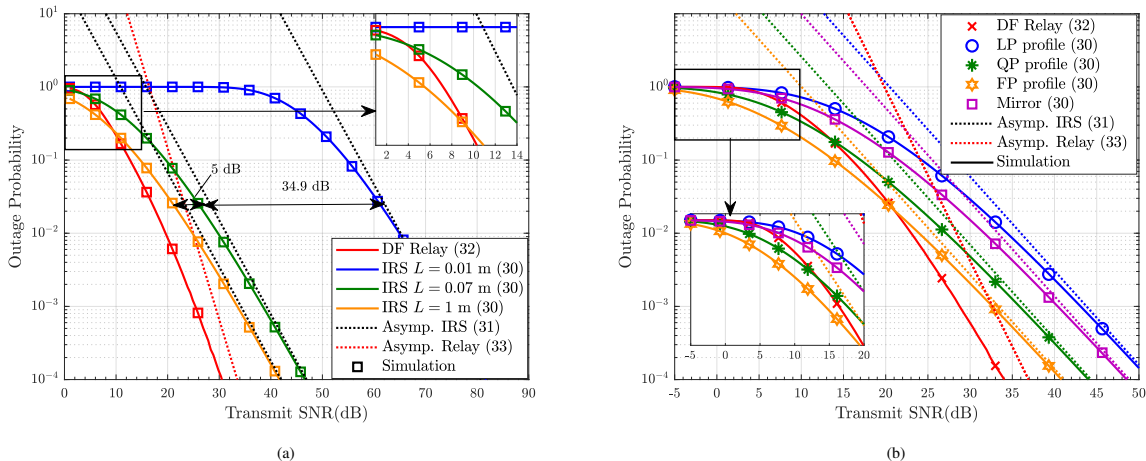 10^1
10^0
10^-1
10^-2
10^-3
10^-4
Outage Probability
0 10 20 30 40 50 60 70 80 90
Transmit SNR(dB)
2 4 6 8 10 12 14
5 dB
34.9 dB
DF Relay (32)
IRS L = 0.01 m (30)
IRS L = 0.07 m (30)
IRS L = 1 m (30)
Asymp. IRS (31)
Asymp. Relay (33)
Simulation
(a)
10^1
10^0
10^-1
10^-2
10^-3
10^-4
Outage Probability
-5 0 5 10 15 20 25 30 35 40 45 50
Transmit SNR(dB)
DF Relay (32)
LP profile (30)
QP profile (30)
FP profile (30)
Mirror (30)
Asymp. IRS (31)
Asymp. Relay (33)
Simulation
-5 0 5 10 15 20
(b)